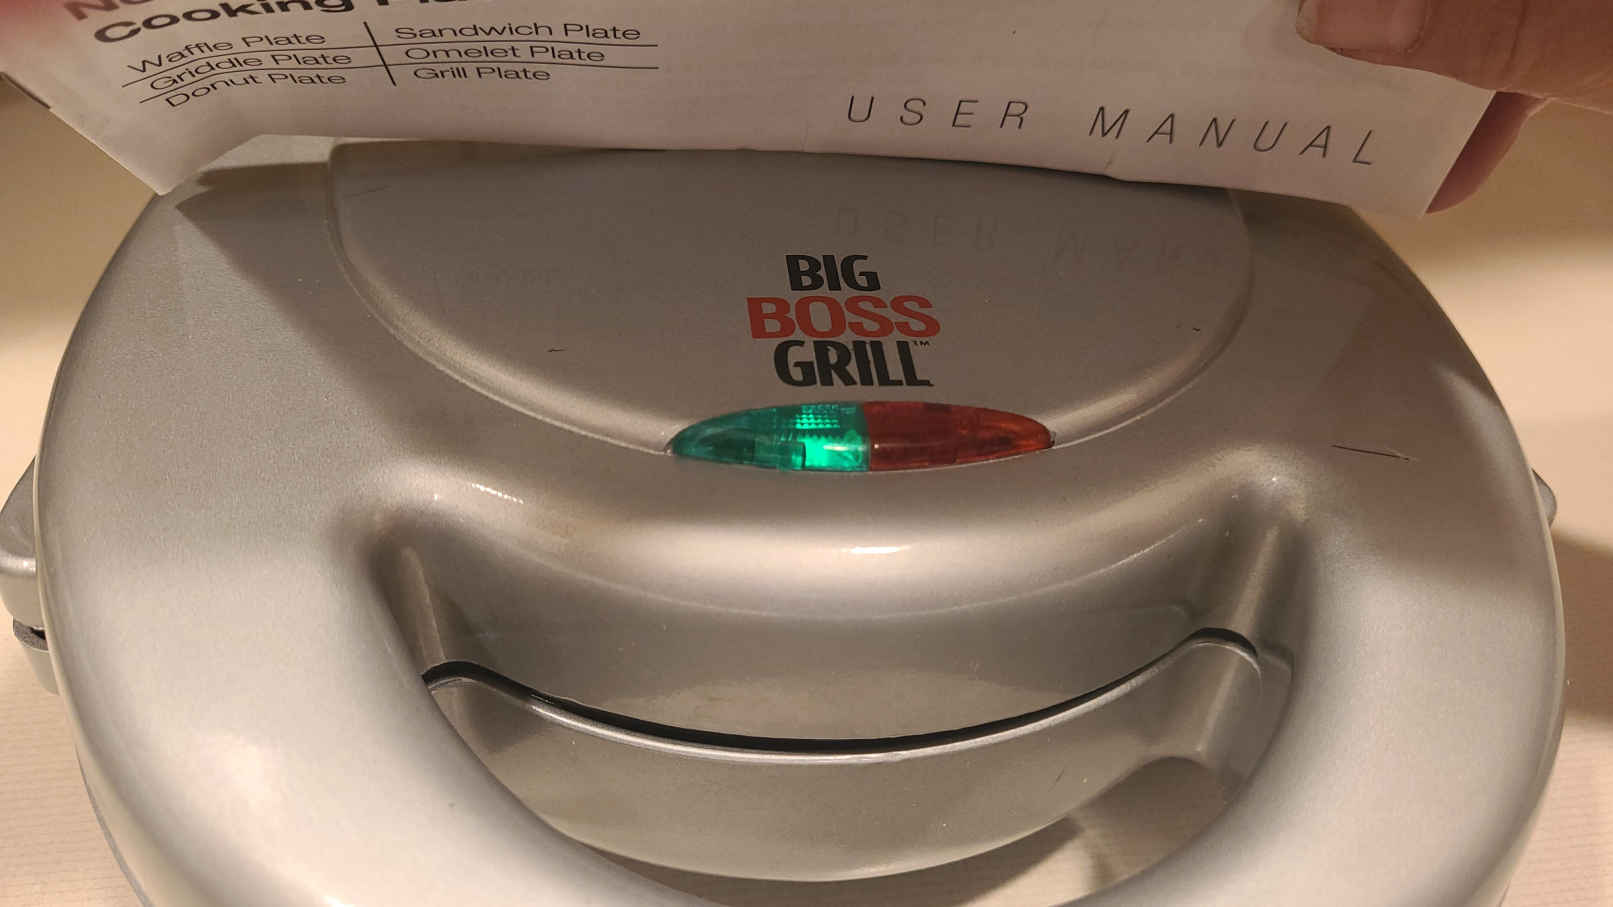 Cooking
Waffle Plate Sandwich Plate
Griddle Plate Omelet Plate
Donut Plate Grill Plate
USER MANUAL
BIG
BOSS
GRILL™